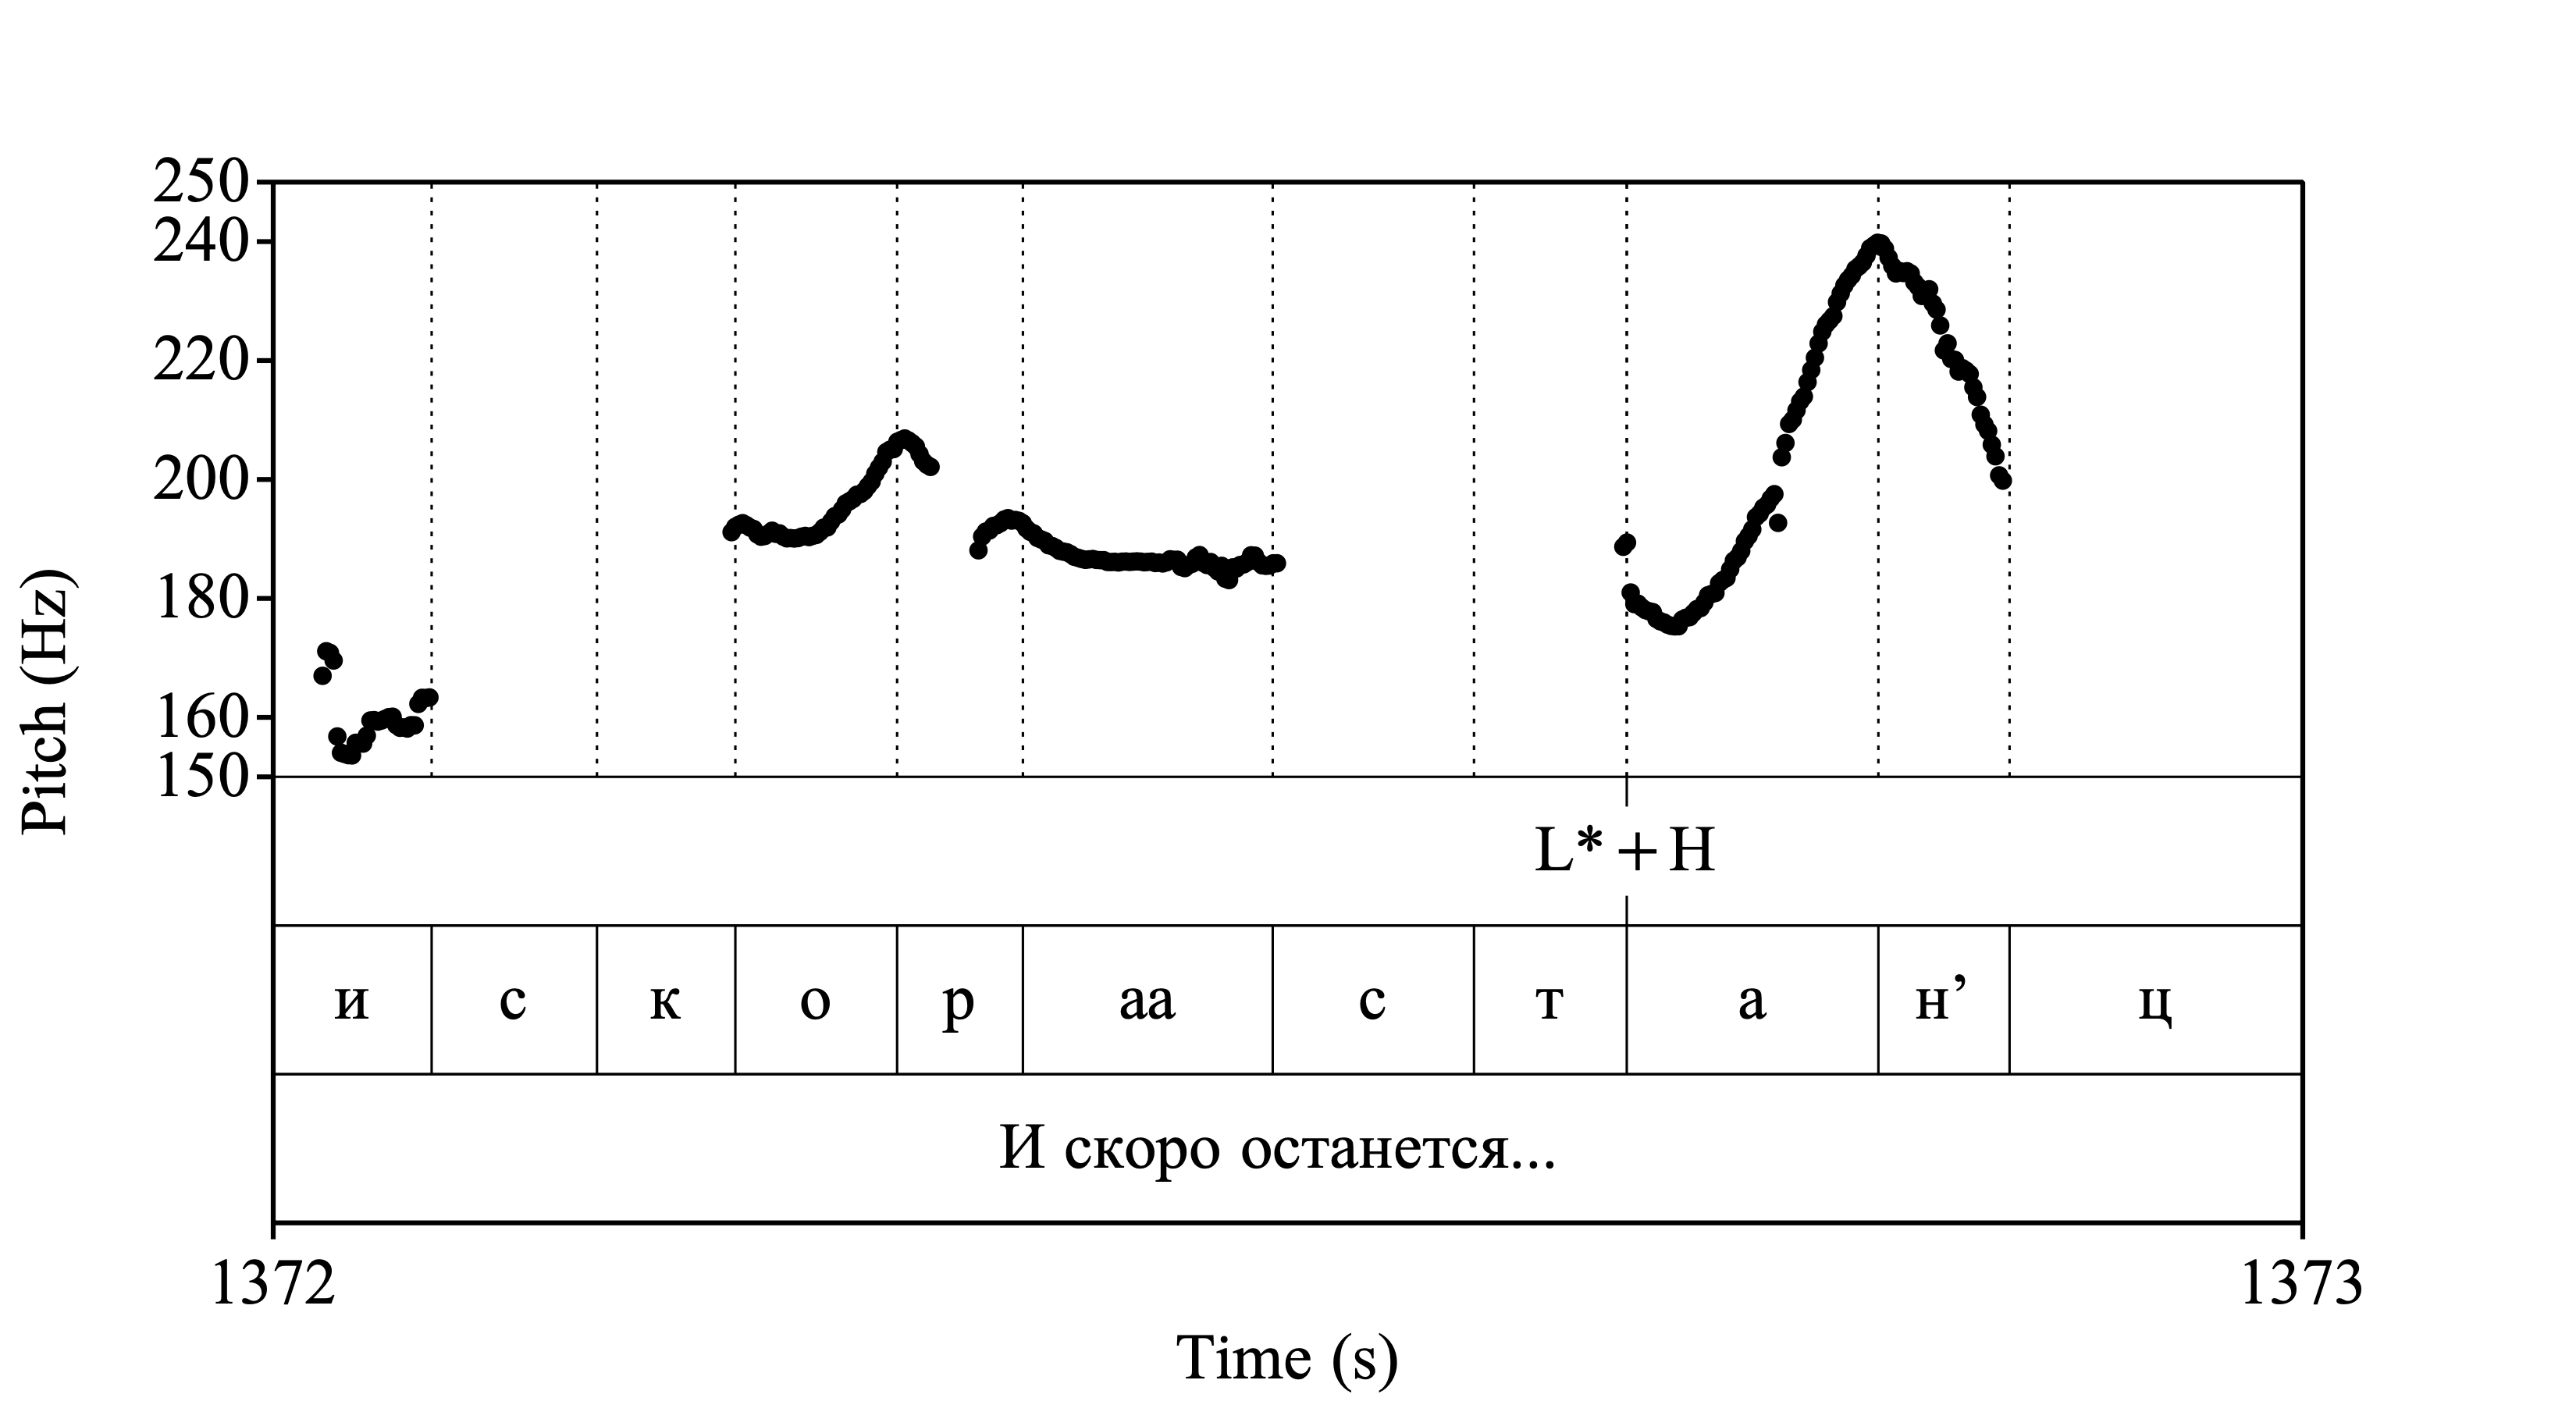 250
240
220
200
180
160
150
Pitch (Hz)
L*+H
и с к о р аа с т а н’ ц
И скоро останется...
1372 1373
Time (s)